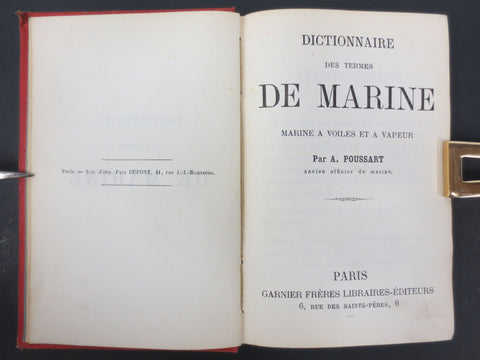 Paris. — Soc. d'imp. Paul DUPONT, 41, rue J.-J.-Rousseau.
DICTIONNAIRE
DES TERMES
DE MARINE
MARINE A VOILES ET A VAPEUR
Par A. POUSSART
Ancien officier de marine.
PARIS
GARNIER FRÈRES LIBRAIRES-ÉDITEURS
6, RUE DES SAINTS-PÈRES, 6